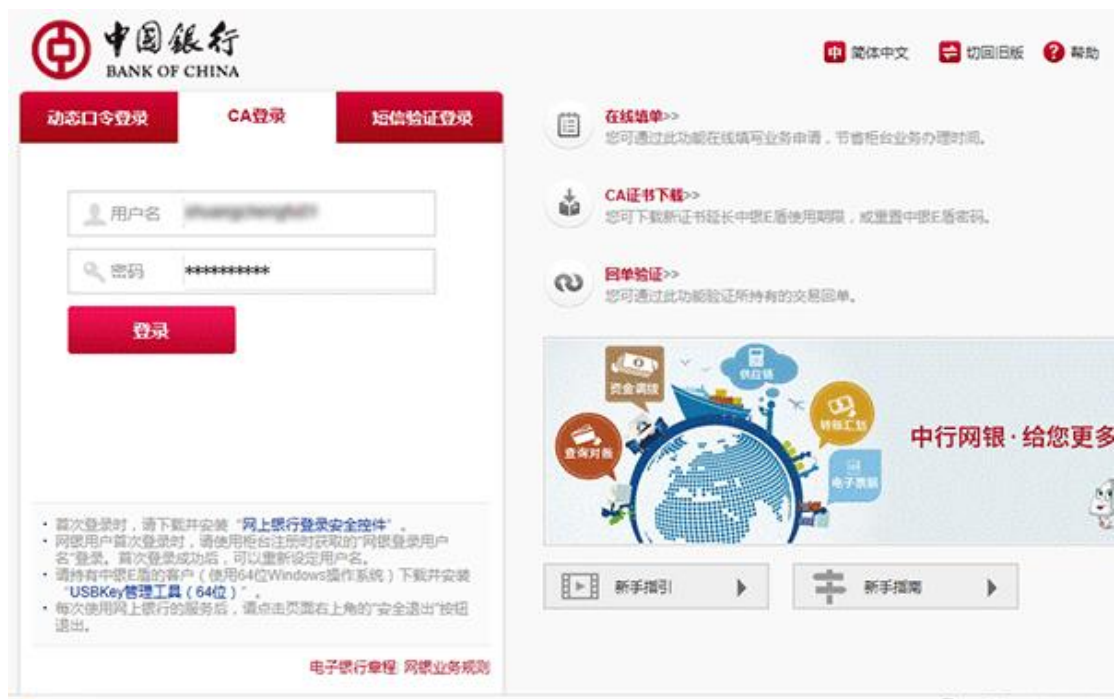 中国银行
BANK OF CHINA
简体中文
切回旧版
帮助
动态口令登录
CA登录
短信验证登录
用户名
密码 **********
登录
首次登录时，请下载并安装“网上银行登录安全控件”。
网银用户首次登录时，请使用柜台注册时获取的“网银登录用户
名”登录。首次登录成功后，可以重新设定用户名。
请持有中银E盾的客户（使用64位Windows操作系统）下载并安装
“USBKey管理工具（64位）”。
每次使用网上银行的服务后，请点击页面右上角的“安全退出”按钮
退出。
电子银行章程 网银业务规则
在线填单>>
您可通过此功能在线填写业务申请，节省柜台业务办理时间。
CA证书下载>>
您可下载新证书延长中银E盾使用期限，或重置中银E盾密码。
回单验证>>
您可通过此功能验证所持有的交易回单。
资金调拨
供应链
转账汇划
查询对账
电子票据
中行网银·给您更多
新手指引
新手指南